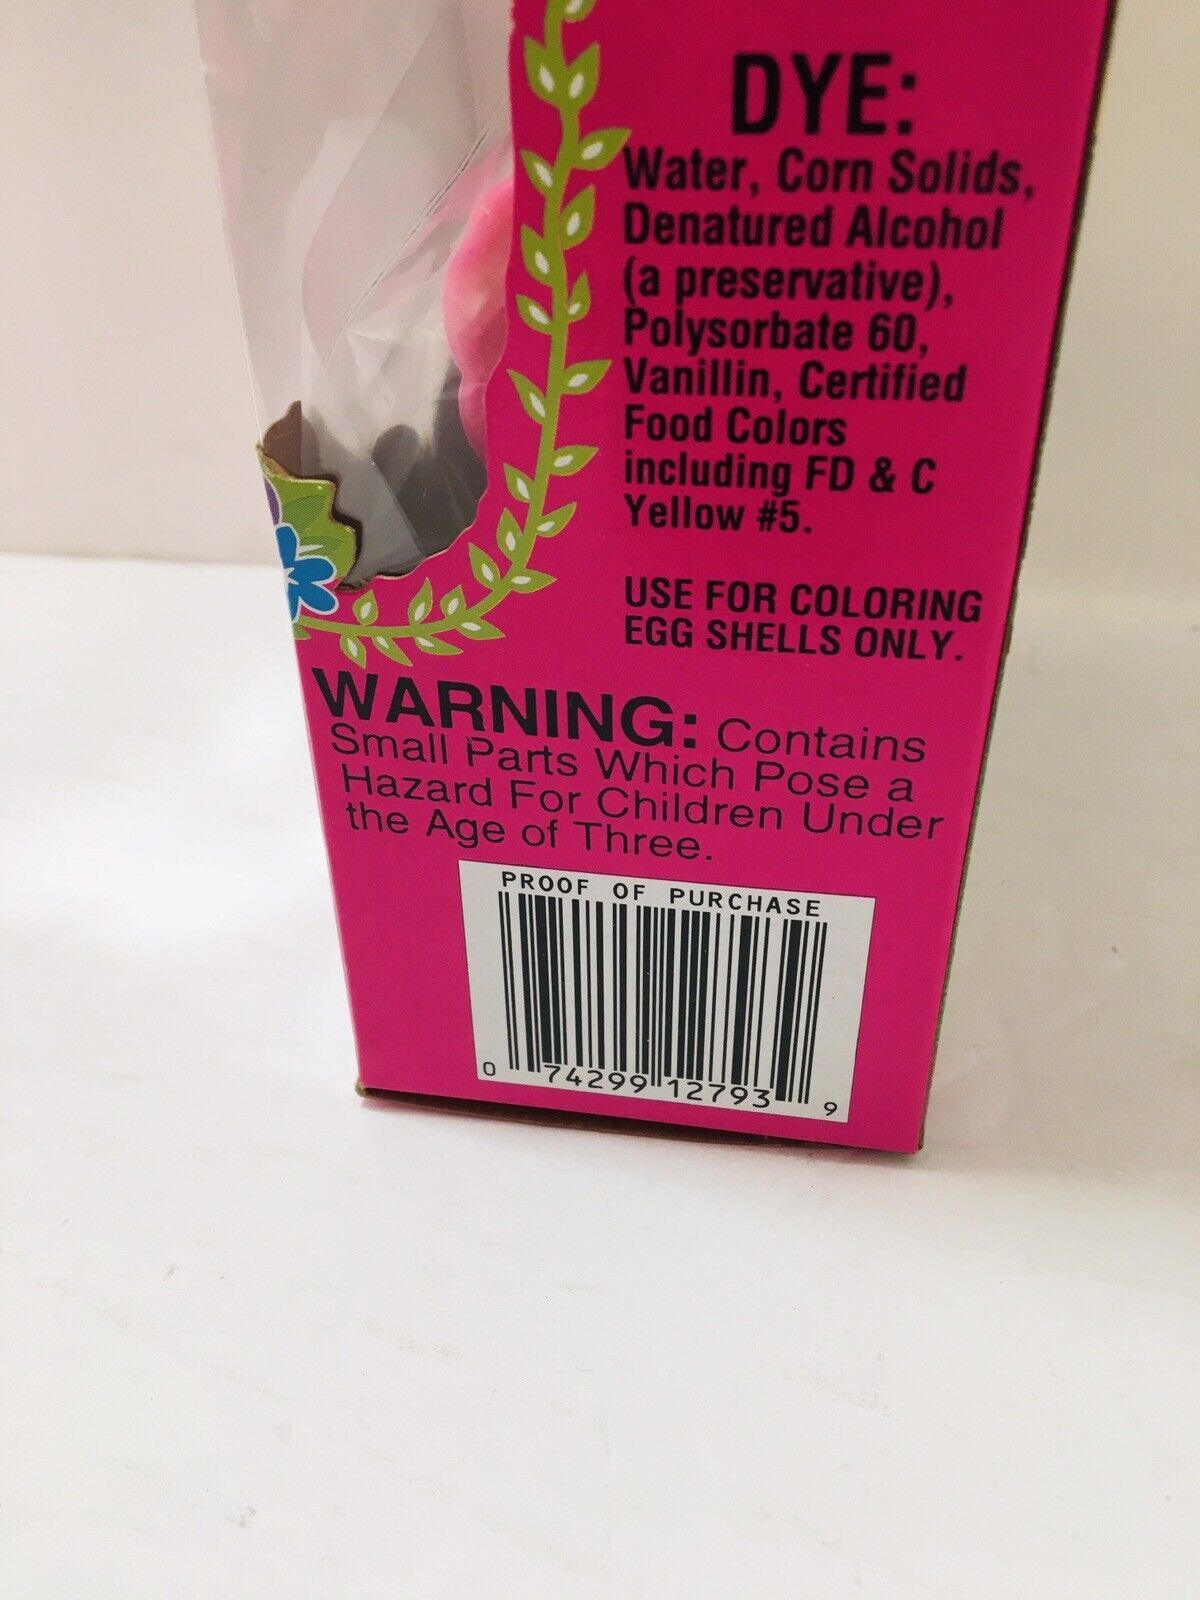 DYE:
Water, Corn Solids,
Denatured Alcohol
(a preservative),
Polysorbate 60,
Vanillin, Certified
Food Colors
including FD & C
Yellow #5.
USE FOR COLORING
EGG SHELLS ONLY.
WARNING: Contains
Small Parts Which Pose a
Hazard For Children Under
the Age of Three.
PROOF OF PURCHASE
0 74299 12793 9